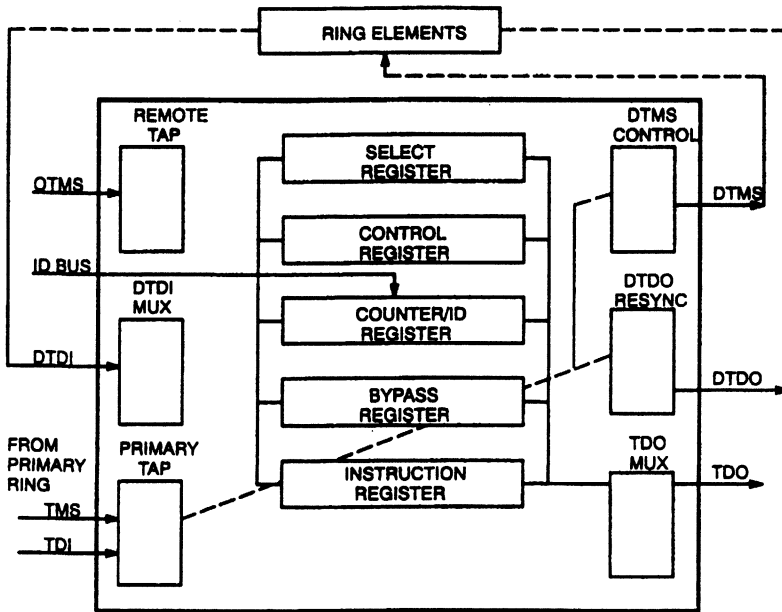 RING ELEMENTS
REMOTE
TAP
DTMS
CONTROL
SELECT
REGISTER
OTMS
DTMS
CONTROL
REGISTER
ID BUS
DTDI
MUX
DTDO
RESYNC
COUNTER/ID
REGISTER
DTDI
DTDO
BYPASS
REGISTER
FROM
PRIMARY
RING
PRIMARY
TAP
TDO
MUX
INSTRUCTION
REGISTER
TDO
TMS
TDI